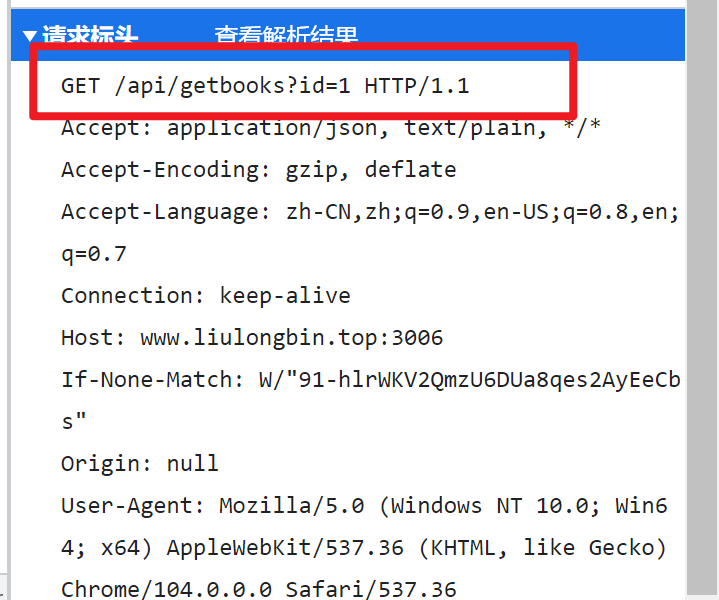 ▼请求标头 查看解析结果
GET /api/getbooks?id=1 HTTP/1.1
Accept: application/json, text/plain, */*
Accept-Encoding: gzip, deflate
Accept-Language: zh-CN,zh;q=0.9,en-US;q=0.8,en;
q=0.7
Connection: keep-alive
Host: www.liulongbin.top:3006
If-None-Match: W/"91-hlrWKV2QmzU6DUa8qes2AyEeCb
s"
Origin: null
User-Agent: Mozilla/5.0 (Windows NT 10.0; Win6
4; x64) AppleWebKit/537.36 (KHTML, like Gecko)
Chrome/104.0.0.0 Safari/537.36